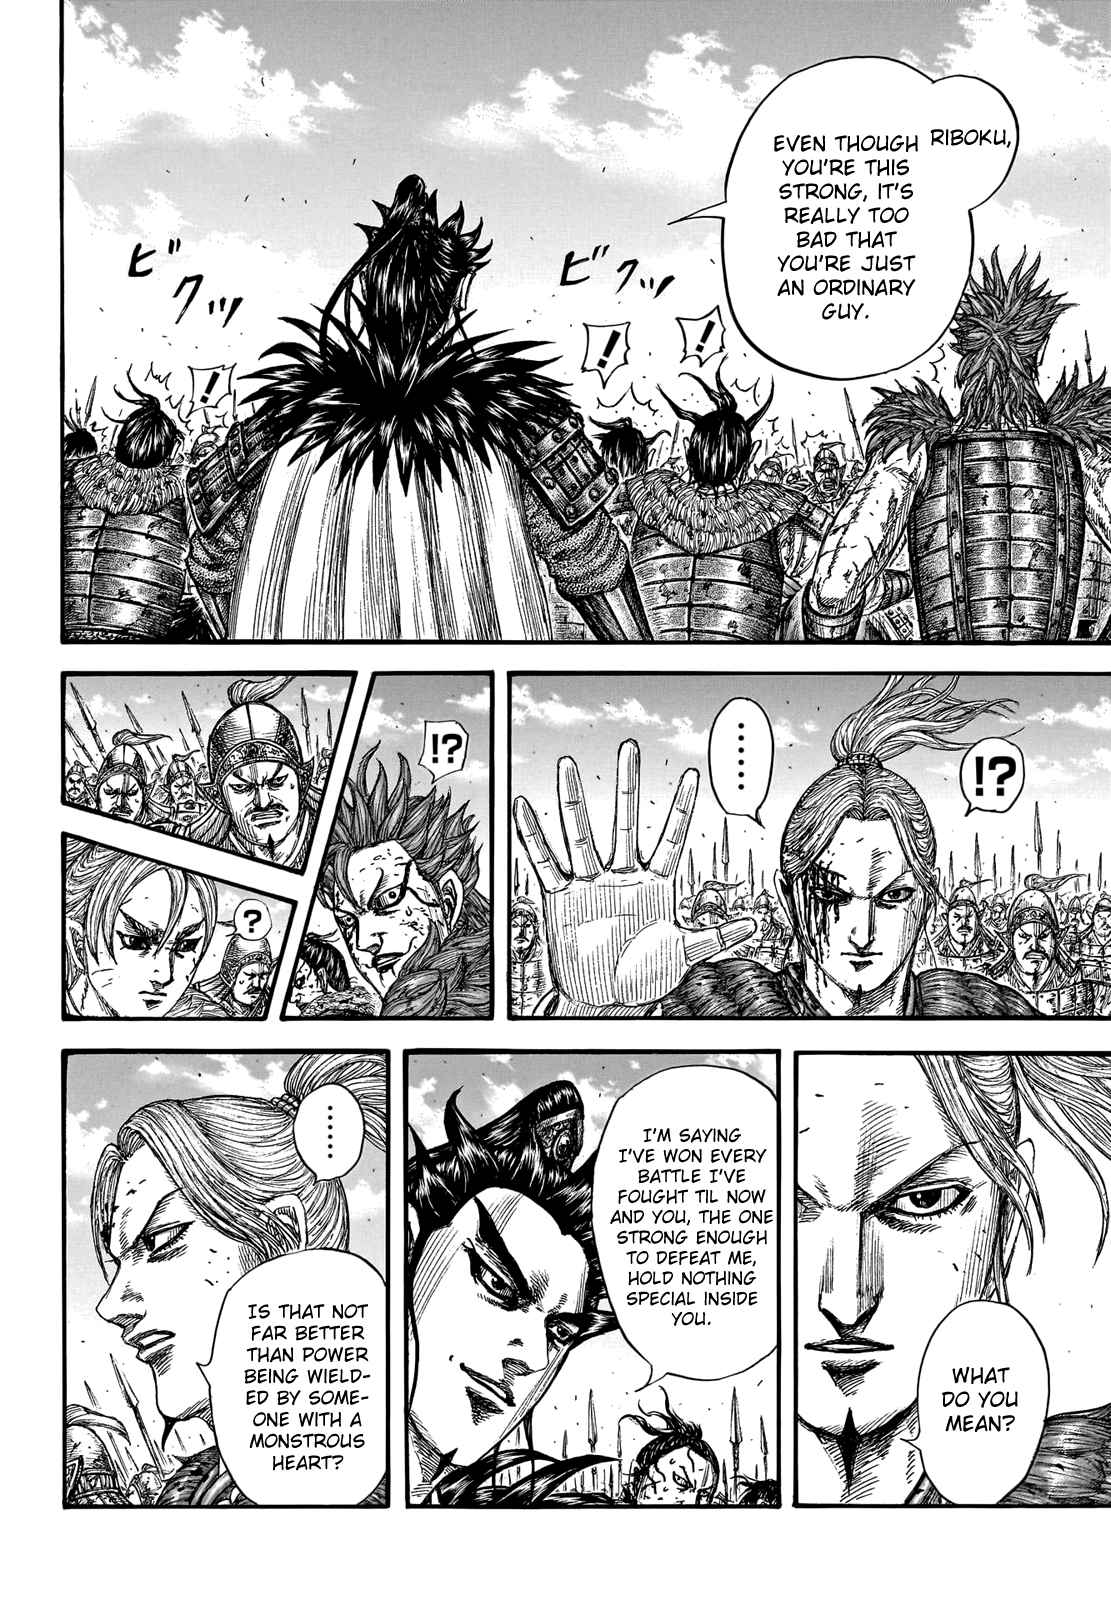 RIBOKU,
EVEN THOUGH
YOU'RE THIS
STRONG, IT'S
REALLY TOO
BAD THAT
YOU'RE JUST
AN ORDINARY
GUY.
ビクッ
ビクッ
!
!
!
!?
......
!?
?
WHAT
DO YOU
MEAN?
I'M SAYING
I'VE WON EVERY
BATTLE I'VE
FOUGHT TIL NOW
AND YOU, THE ONE
STRONG ENOUGH
TO DEFEAT ME,
HOLD NOTHING
SPECIAL INSIDE
YOU.
......
IS THAT NOT
FAR BETTER
THAN POWER
BEING WIELD-
ED BY SOME-
ONE WITH A
MONSTROUS
HEART?